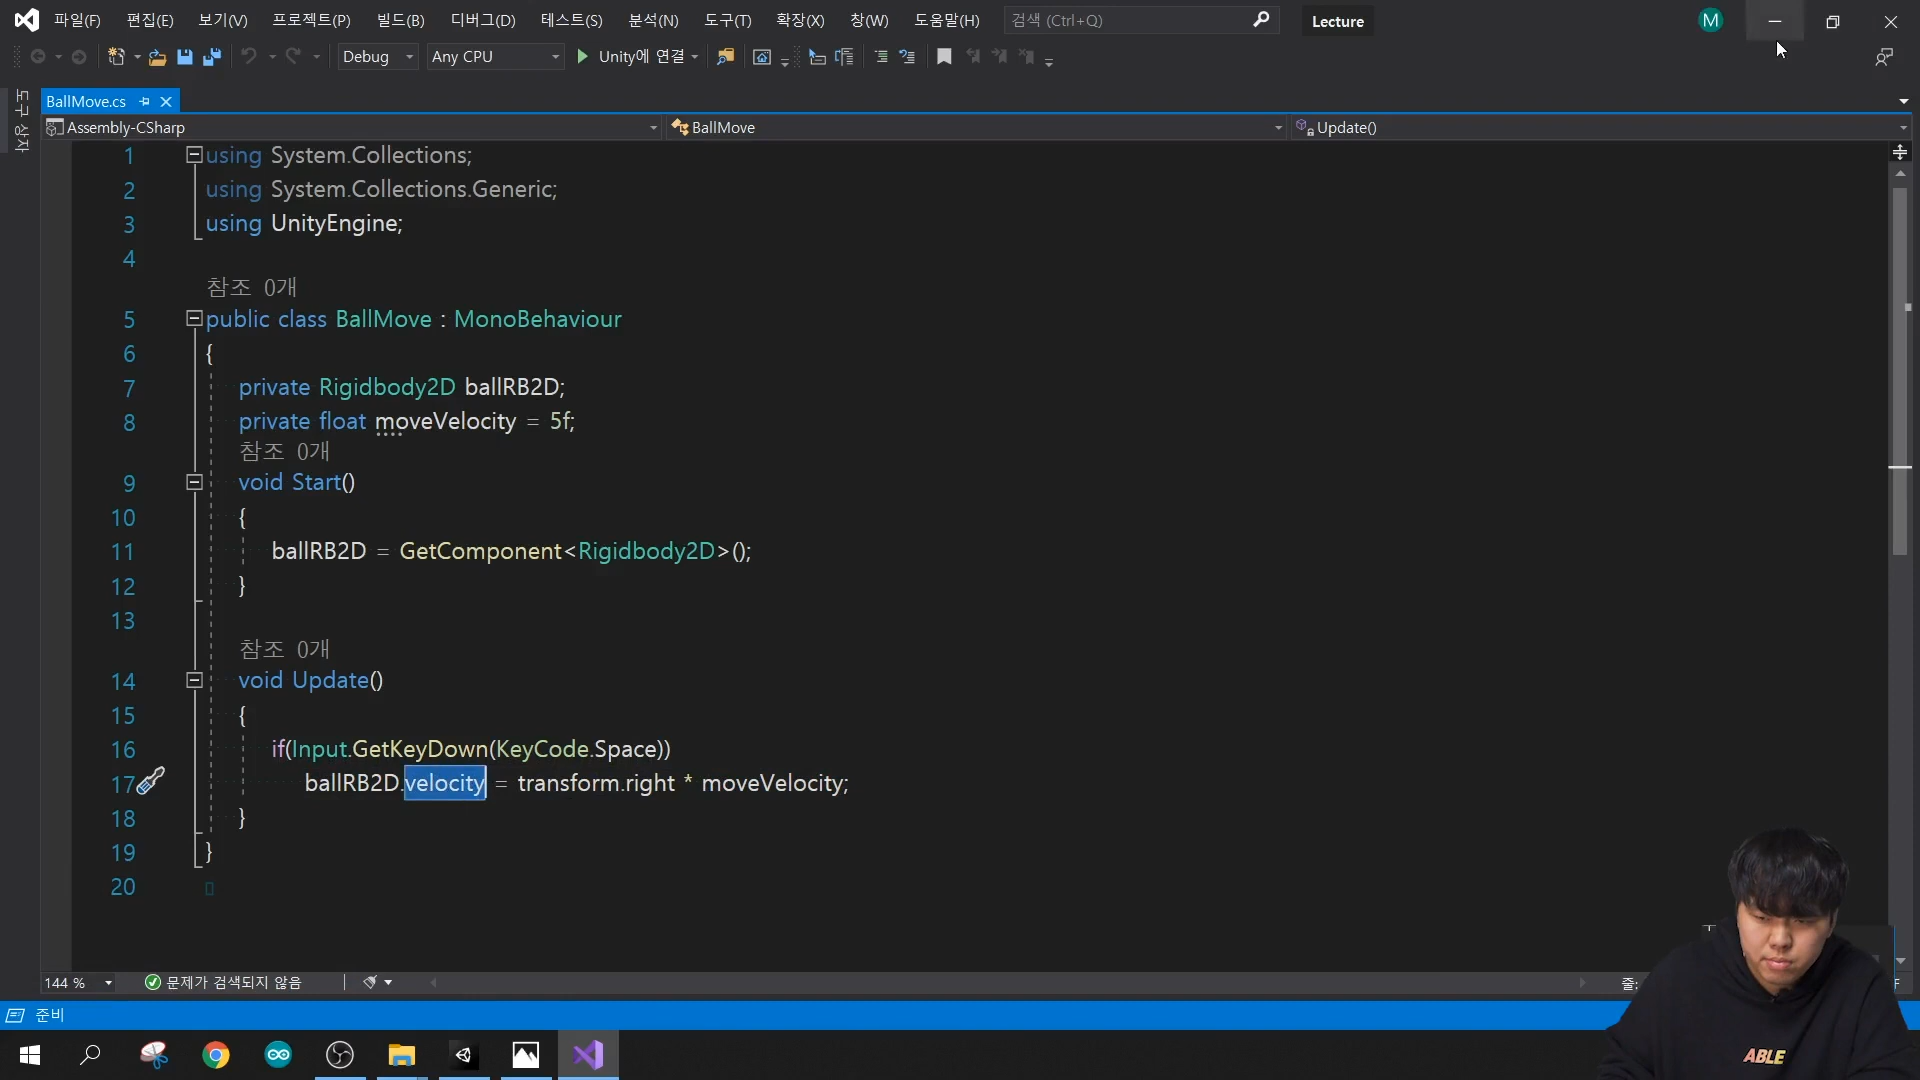 파일(F) 편집(E) 보기(V) 프로젝트(P) 빌드(B) 디버그(D) 테스트(S) 분석(N) 도구(T) 확장(X) 창(W) 도움말(H) 검색 (Ctrl+Q) Lecture M
Debug Any CPU Unity에 연결
도구 상자
BallMove.cs
Assembly-CSharp BallMove Update()
1 using System.Collections;
2 using System.Collections.Generic;
3 using UnityEngine;
4
참조 0개
5 public class BallMove : MonoBehaviour
6 {
7 private Rigidbody2D ballRB2D;
8 private float moveVelocity = 5f;
참조 0개
9 void Start()
10 {
11 ballRB2D = GetComponent<Rigidbody2D>();
12 }
13
참조 0개
14 void Update()
15 {
16 if(Input.GetKeyDown(KeyCode.Space))
17 ballRB2D.velocity = transform.right * moveVelocity;
18 }
19 }
20
144 % 문제가 검색되지 않음 줄:
준비
ABLE